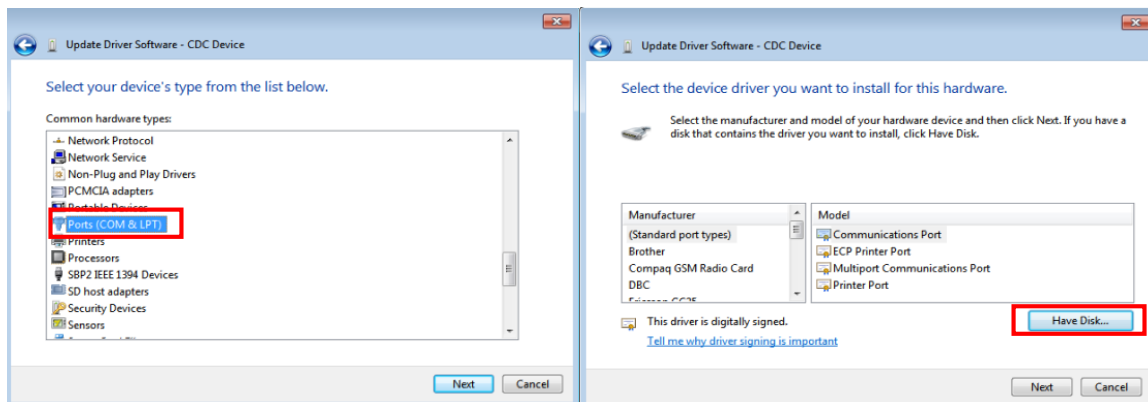 Update Driver Software - CDC Device
Select your device's type from the list below.
Common hardware types:
Network Protocol
Network Service
Non-Plug and Play Drivers
PCMCIA adapters
Portable Devices
Ports (COM & LPT)
Printers
Processors
SBP2 IEEE 1394 Devices
SD host adapters
Security Devices
Sensors
Next
Cancel
Update Driver Software - CDC Device
Select the device driver you want to install for this hardware.
Select the manufacturer and model of your hardware device and then click Next. If you have a
disk that contains the driver you want to install, click Have Disk.
Manufacturer
(Standard port types)
Brother
Compaq GSM Radio Card
DBC
Model
Communications Port
ECP Printer Port
Multiport Communications Port
Printer Port
This driver is digitally signed.
Have Disk...
Tell me why driver signing is important
Next
Cancel